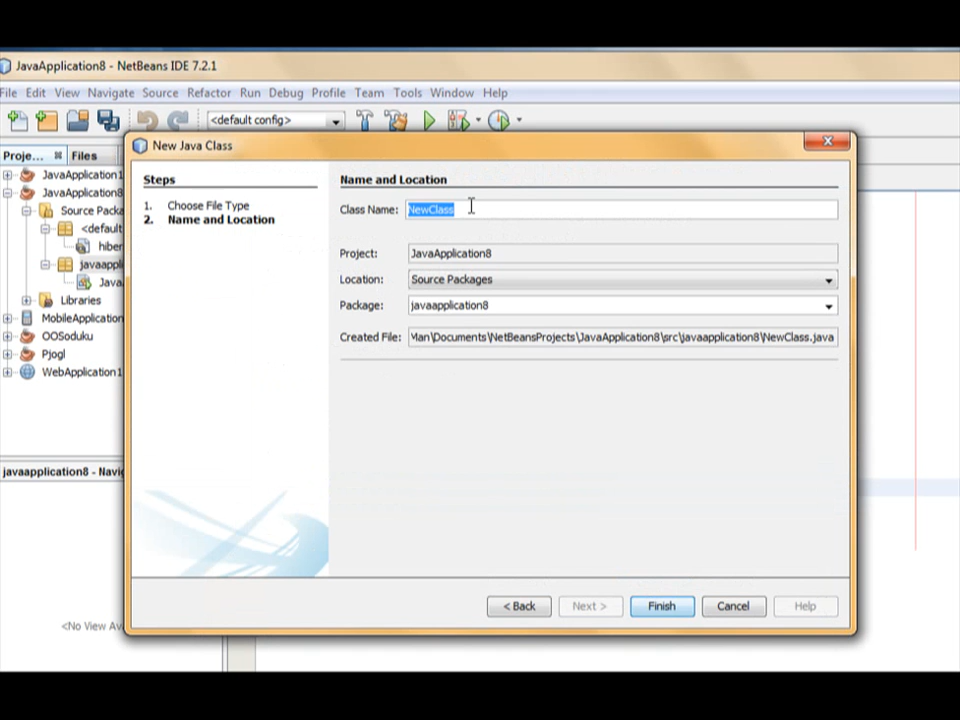 JavaApplication8 - NetBeans IDE 7.2.1
File Edit View Navigate Source Refactor Run Debug Profile Team Tools Window Help
<default config>
Proje... Files
JavaApplication1
JavaApplication8
Source Packa
<default
hiber
javaappli
Java
Libraries
MobileApplication
OOSoduku
Pjogl
WebApplication1
javaapplication8 - Navig
<No View Av
New Java Class
Steps
1. Choose File Type
2. Name and Location
Name and Location
Class Name: NewClass
Project: JavaApplication8
Location: Source Packages
Package: javaapplication8
Created File: Man\Documents\NetBeansProjects\JavaApplication8\src\javaapplication8\NewClass.java
< Back Next > Finish Cancel Help